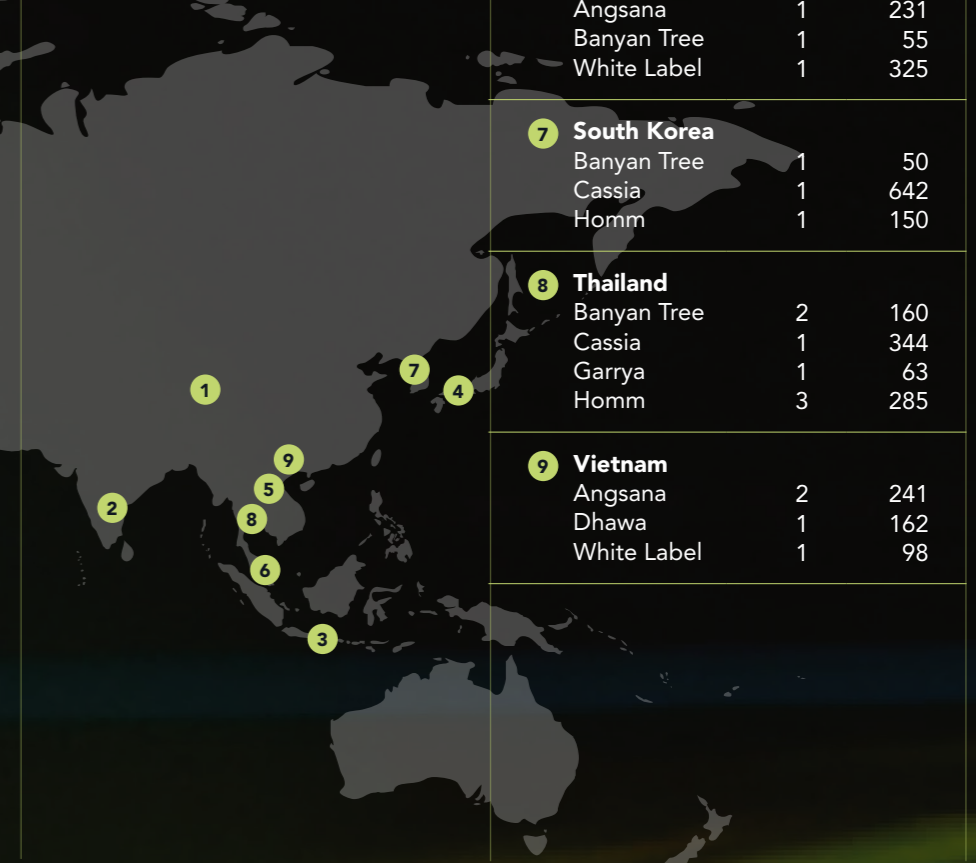 Angsana 1 231
Banyan Tree 1 55
White Label 1 325
7 South Korea
Banyan Tree 1 50
Cassia 1 642
Homm 1 150
8 Thailand
Banyan Tree 2 160
Cassia 1 344
Garrya 1 63
Homm 3 285
9 Vietnam
Angsana 2 241
Dhawa 1 162
White Label 1 98
7
1
4
9
5
2
8
6
3